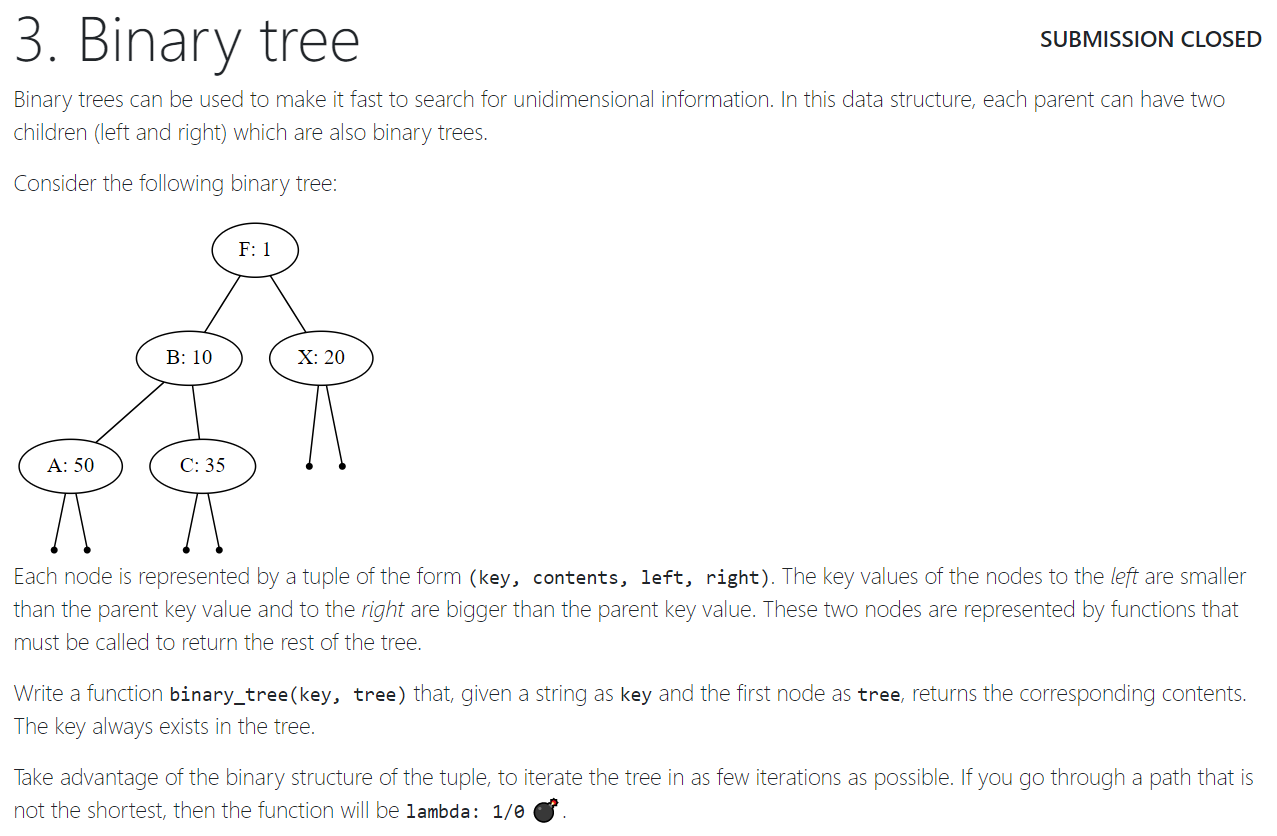 3. Binary tree
SUBMISSION CLOSED
Binary trees can be used to make it fast to search for unidimensional information. In this data structure, each parent can have two
children (left and right) which are also binary trees.
Consider the following binary tree:
F: 1
B: 10
X: 20
A: 50
C: 35
Each node is represented by a tuple of the form (key, contents, left, right). The key values of the nodes to the left are smaller
than the parent key value and to the right are bigger than the parent key value. These two nodes are represented by functions that
must be called to return the rest of the tree.
Write a function binary_tree(key, tree) that, given a string as key and the first node as tree, returns the corresponding contents.
The key always exists in the tree.
Take advantage of the binary structure of the tuple, to iterate the tree in as few iterations as possible. If you go through a path that is
not the shortest, then the function will be lambda: 1/0 💣.